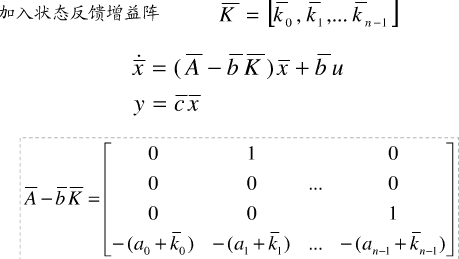 加入状态反馈增益阵 K̅ = [k̅₀, k̅₁,... k̅ₙ₋₁]
ẋ̅ = (A̅ − b̅K̅)x̅ + b̅u
y = c̅x̅
A̅ − b̅K̅ = [
0 1 0
0 0 ... 0
0 0 1
−(a₀+k̅₀) −(a₁+k̅₁) ... −(aₙ₋₁+k̅ₙ₋₁)
]